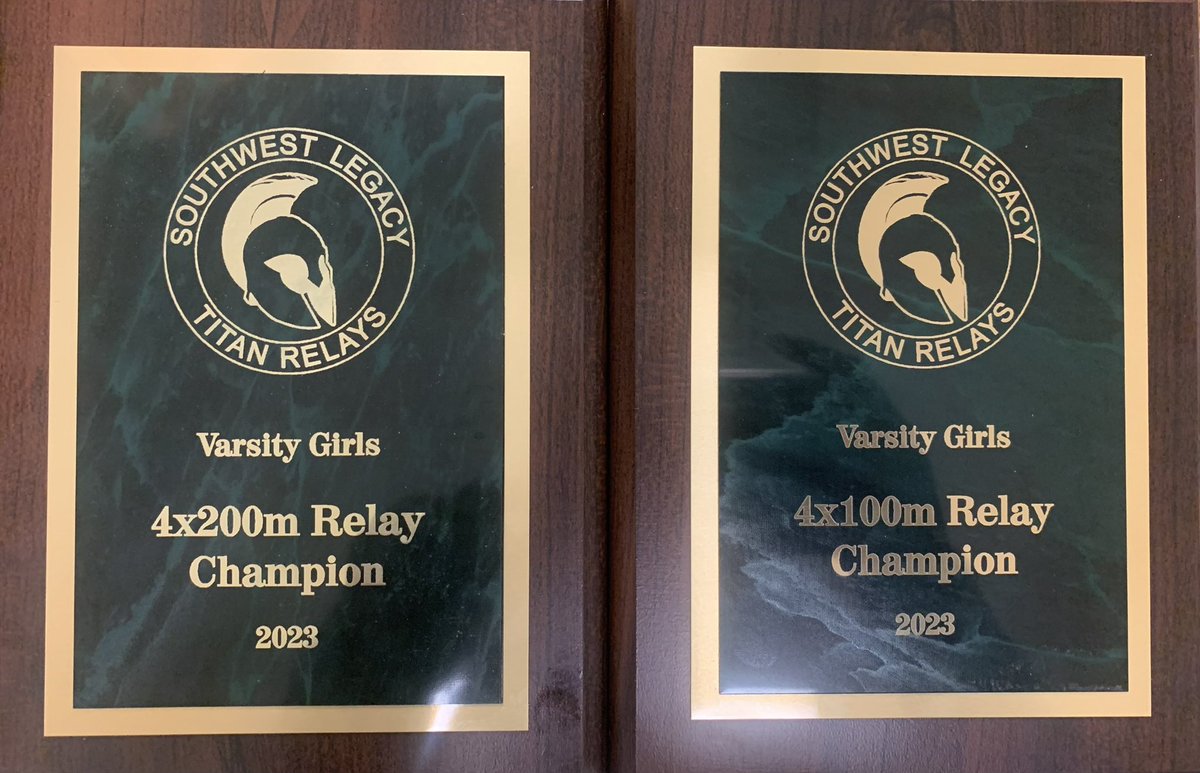 SOUTHWEST LEGACY
TITAN RELAYS
Varsity Girls
4x200m Relay
Champion
2023
SOUTHWEST LEGACY
TITAN RELAYS
Varsity Girls
4x100m Relay
Champion
2023